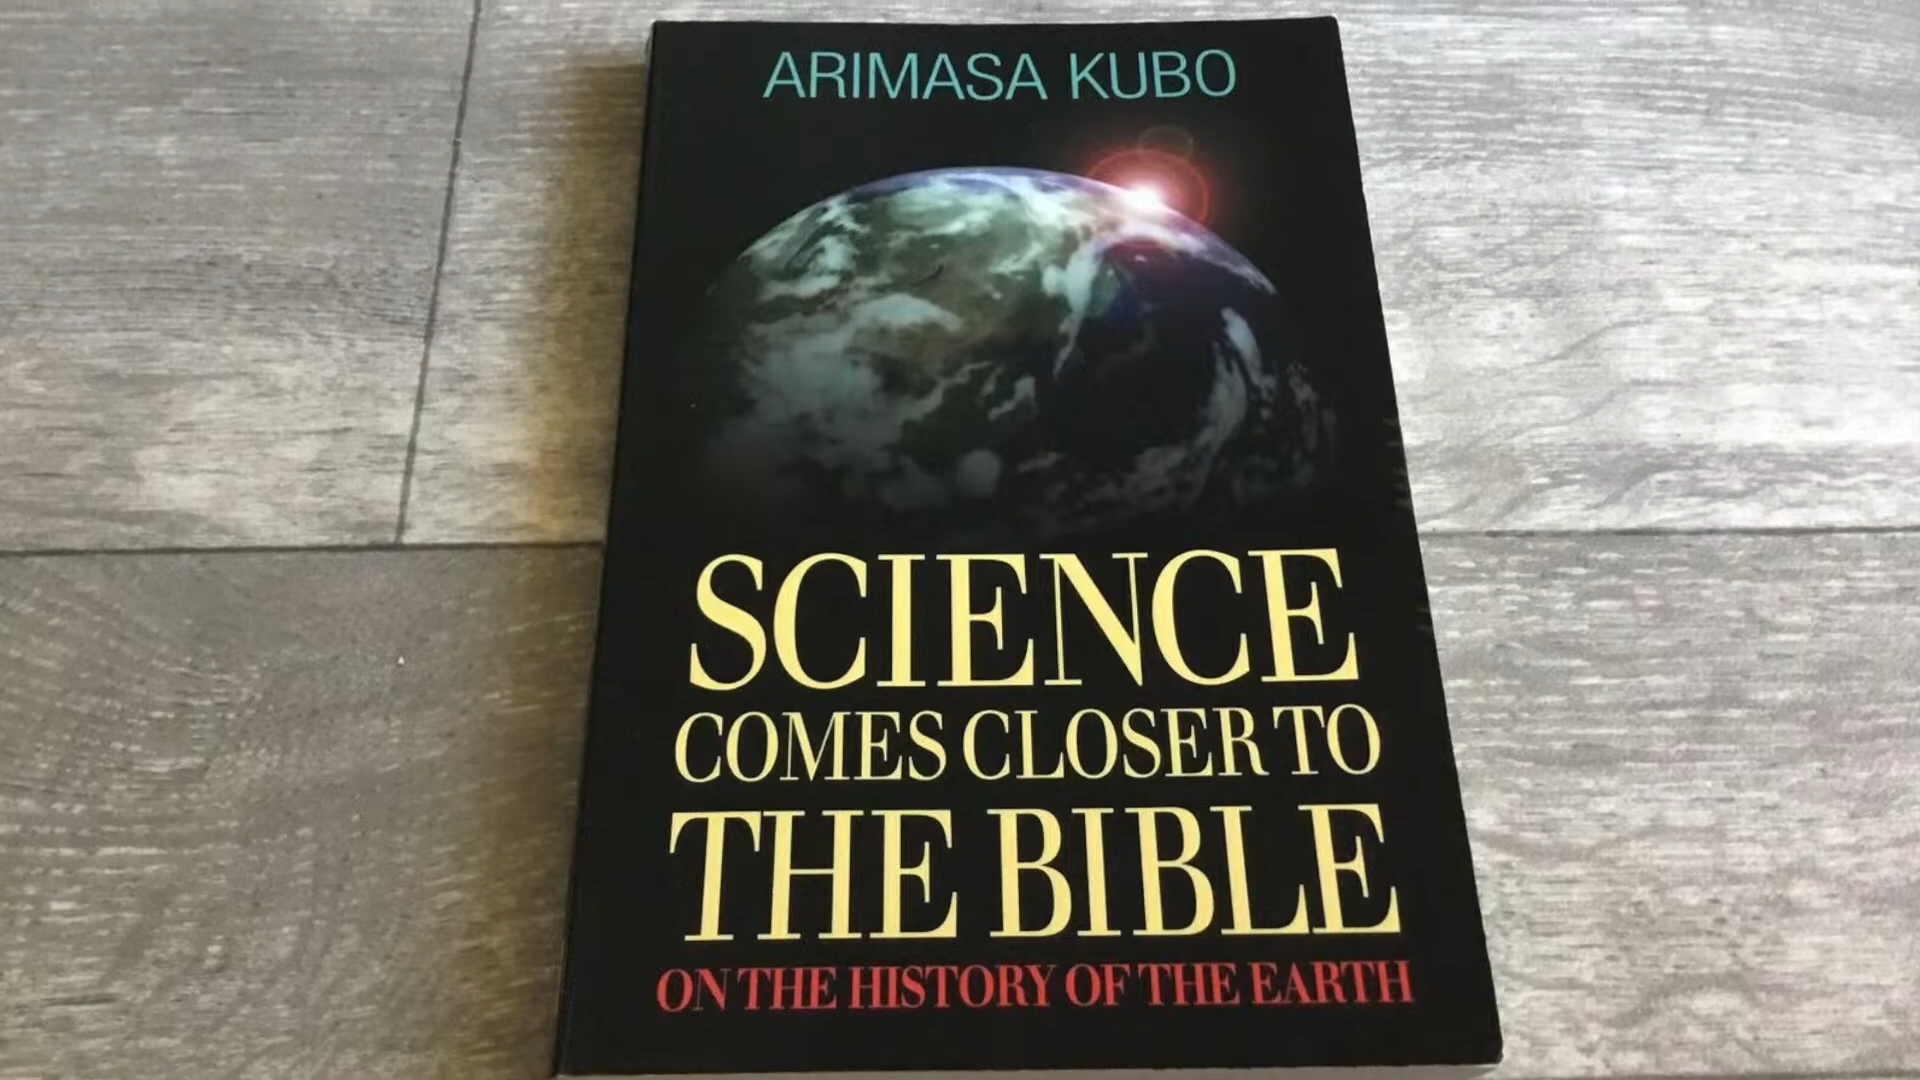 ARIMASA KUBO
SCIENCE
COMES CLOSER TO
THE BIBLE
ON THE HISTORY OF THE EARTH